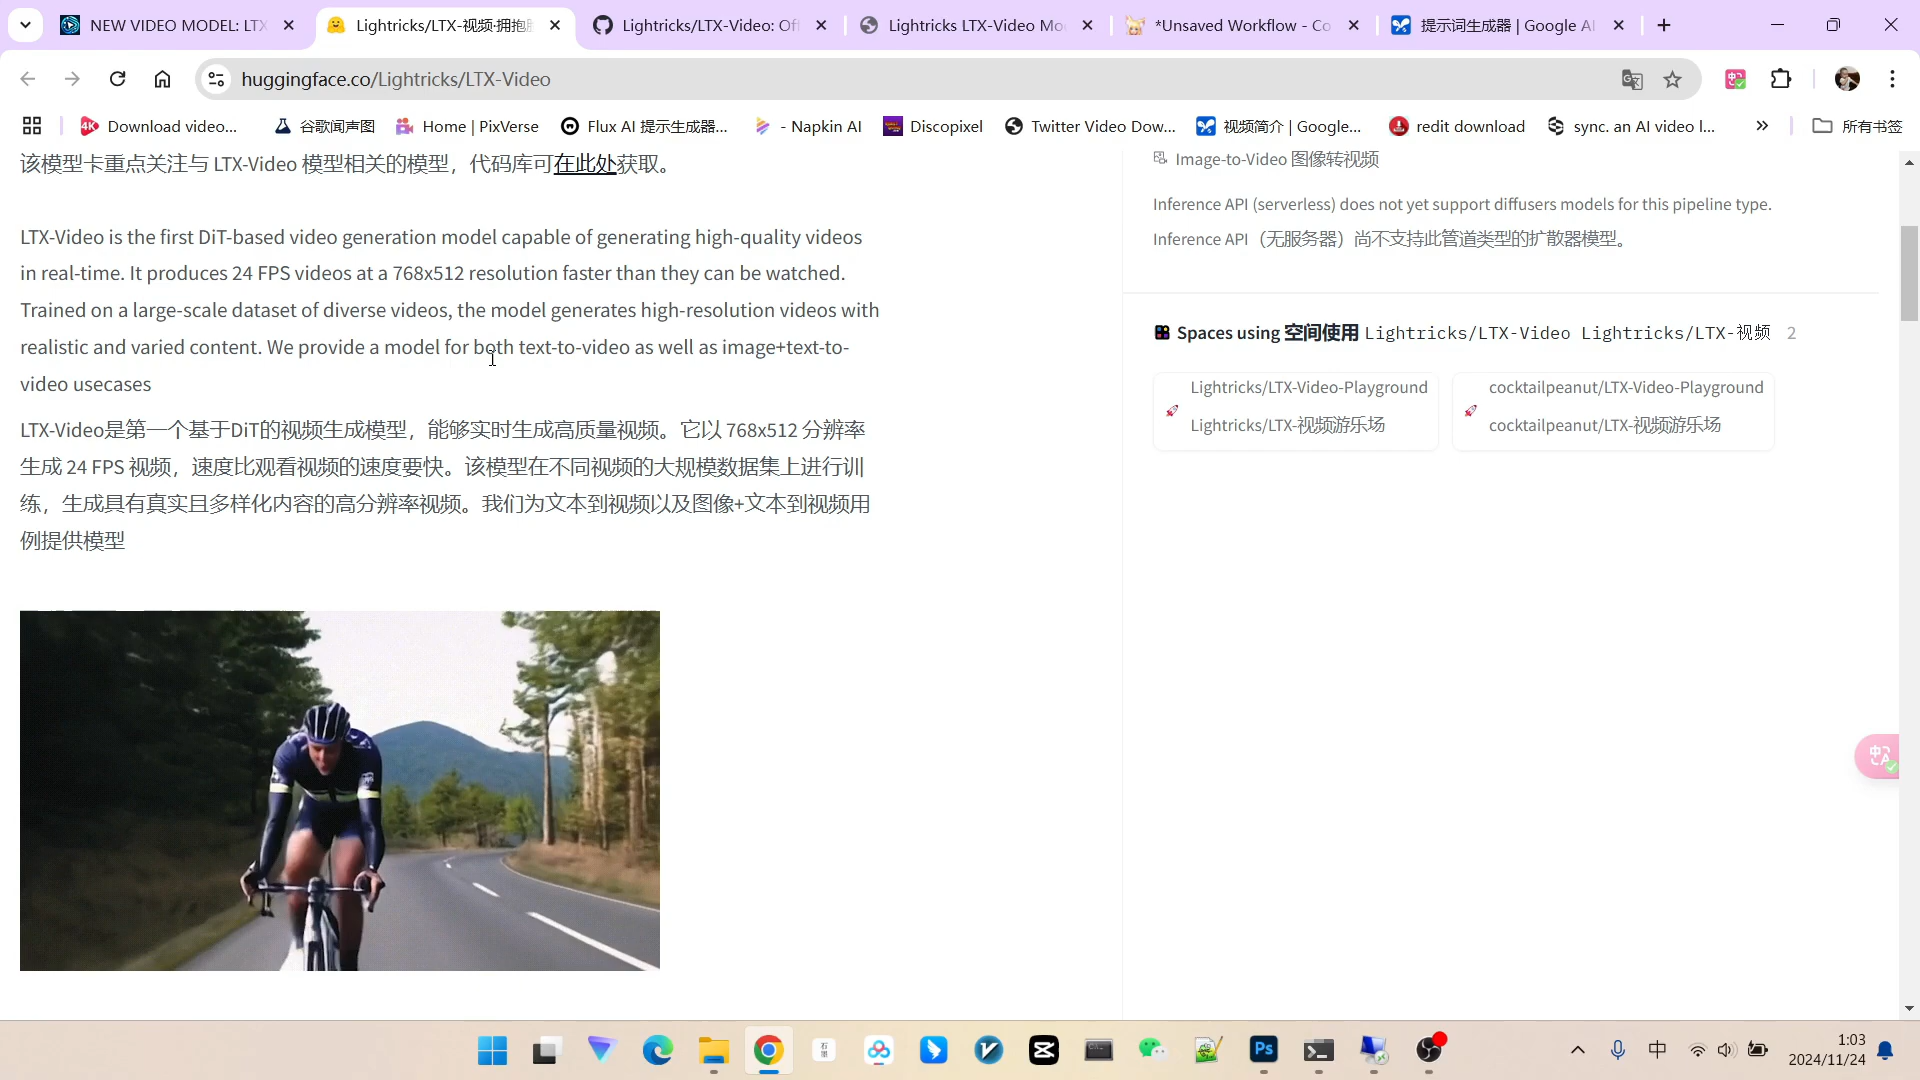 NEW VIDEO MODEL: LTX
Lightricks/LTX-视频·拥抱
Lightricks/LTX-Video: Of
Lightricks LTX-Video Mo
*Unsaved Workflow - Co
提示词生成器 | Google AI
huggingface.co/Lightricks/LTX-Video
Download video...
谷歌闻声图
Home | PixVerse
Flux AI 提示生成器...
- Napkin AI
Discopixel
Twitter Video Dow...
视频简介 | Google...
redit download
sync. an AI video l...
所有书签
该模型卡重点关注与 LTX-Video 模型相关的模型，代码库可在此处获取。
LTX-Video is the first DiT-based video generation model capable of generating high-quality videos
in real-time. It produces 24 FPS videos at a 768x512 resolution faster than they can be watched.
Trained on a large-scale dataset of diverse videos, the model generates high-resolution videos with
realistic and varied content. We provide a model for both text-to-video as well as image+text-to-
video usecases
LTX-Video是第一个基于DiT的视频生成模型，能够实时生成高质量视频。它以 768x512 分辨率
生成 24 FPS 视频，速度比观看视频的速度要快。该模型在不同视频的大规模数据集上进行训
练，生成具有真实且多样化内容的高分辨率视频。我们为文本到视频以及图像+文本到视频用
例提供模型
Image-to-Video 图像转视频
Inference API (serverless) does not yet support diffusers models for this pipeline type.
Inference API（无服务器）尚不支持此管道类型的扩散器模型。
Spaces using 空间使用 Lightricks/LTX-Video Lightricks/LTX-视频 2
Lightricks/LTX-Video-Playground
Lightricks/LTX-视频游乐场
cocktailpeanut/LTX-Video-Playground
cocktailpeanut/LTX-视频游乐场
Ps
中
1:03
2024/11/24